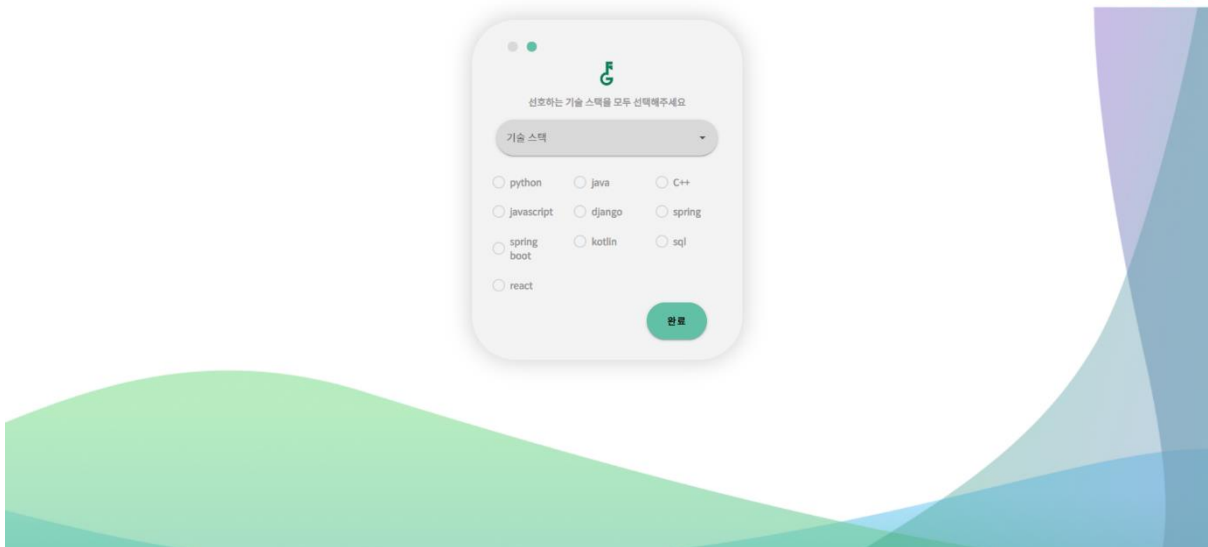 선호하는 기술 스택을 모두 선택해주세요
기술 스택
python java C++
javascript django spring
spring boot kotlin sql
react
완료